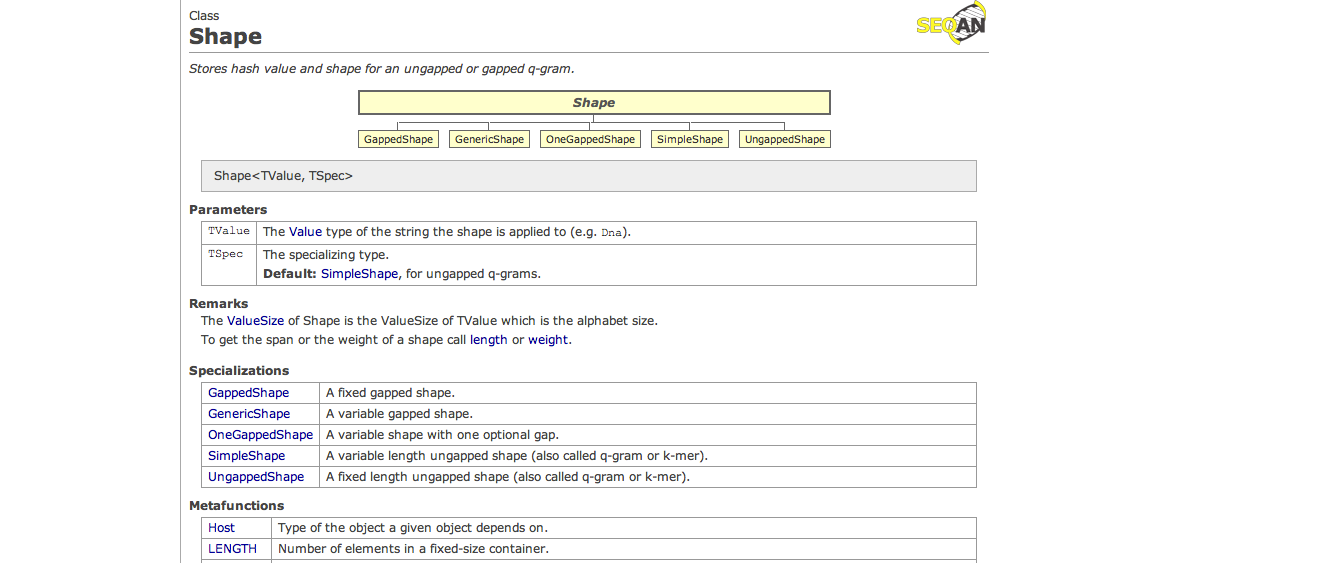 Class
SEQAN
Shape
Stores hash value and shape for an ungapped or gapped q-gram.
Shape
GappedShape GenericShape OneGappedShape SimpleShape UngappedShape
Shape<TValue, TSpec>
Parameters
TValue The Value type of the string the shape is applied to (e.g. Dna).
TSpec The specializing type.
Default: SimpleShape, for ungapped q-grams.
Remarks
The ValueSize of Shape is the ValueSize of TValue which is the alphabet size.
To get the span or the weight of a shape call length or weight.
Specializations
GappedShape A fixed gapped shape.
GenericShape A variable gapped shape.
OneGappedShape A variable shape with one optional gap.
SimpleShape A variable length ungapped shape (also called q-gram or k-mer).
UngappedShape A fixed length ungapped shape (also called q-gram or k-mer).
Metafunctions
Host Type of the object a given object depends on.
LENGTH Number of elements in a fixed-size container.